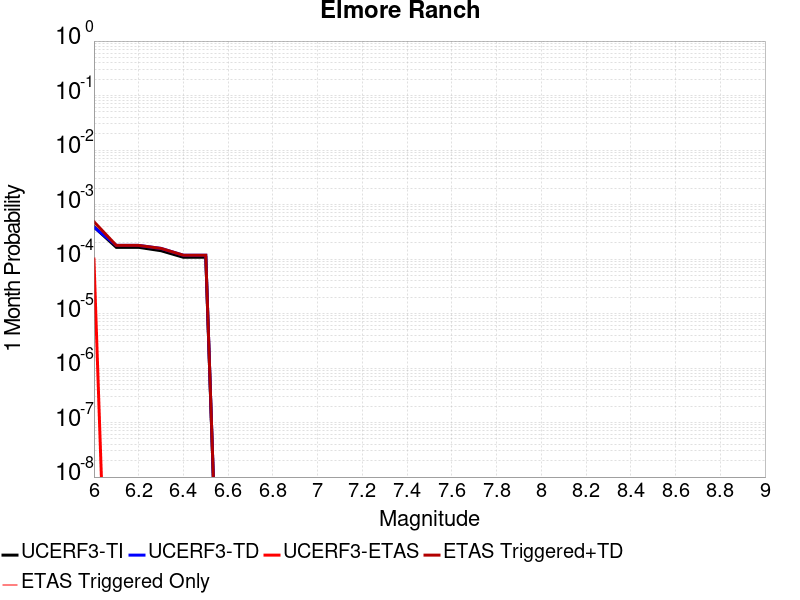 Elmore Ranch
10^0
10^-1
10^-2
10^-3
10^-4
10^-5
10^-6
10^-7
10^-8
1 Month Probability
6 6.2 6.4 6.6 6.8 7 7.2 7.4 7.6 7.8 8 8.2 8.4 8.6 8.8 9
Magnitude
UCERF3-TI UCERF3-TD UCERF3-ETAS ETAS Triggered+TD
ETAS Triggered Only